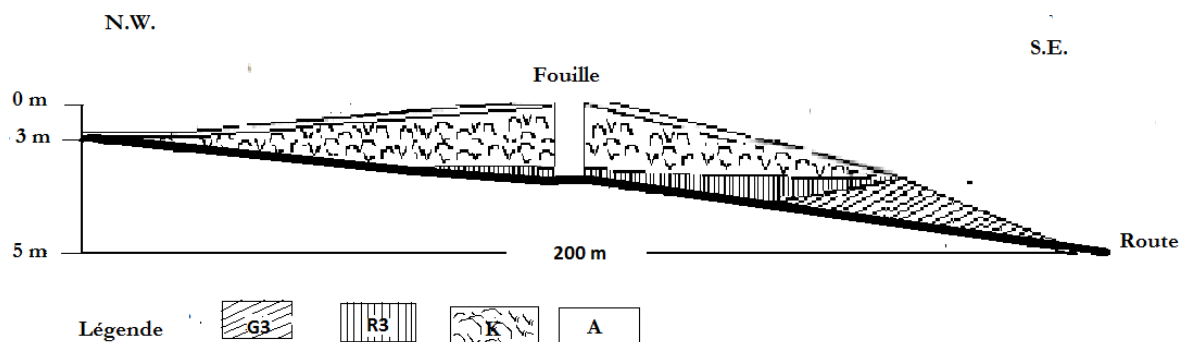 N.W.
S.E.
Fouille
0 m
3 m
5 m
200 m
Route
Légende G3 R3 K A